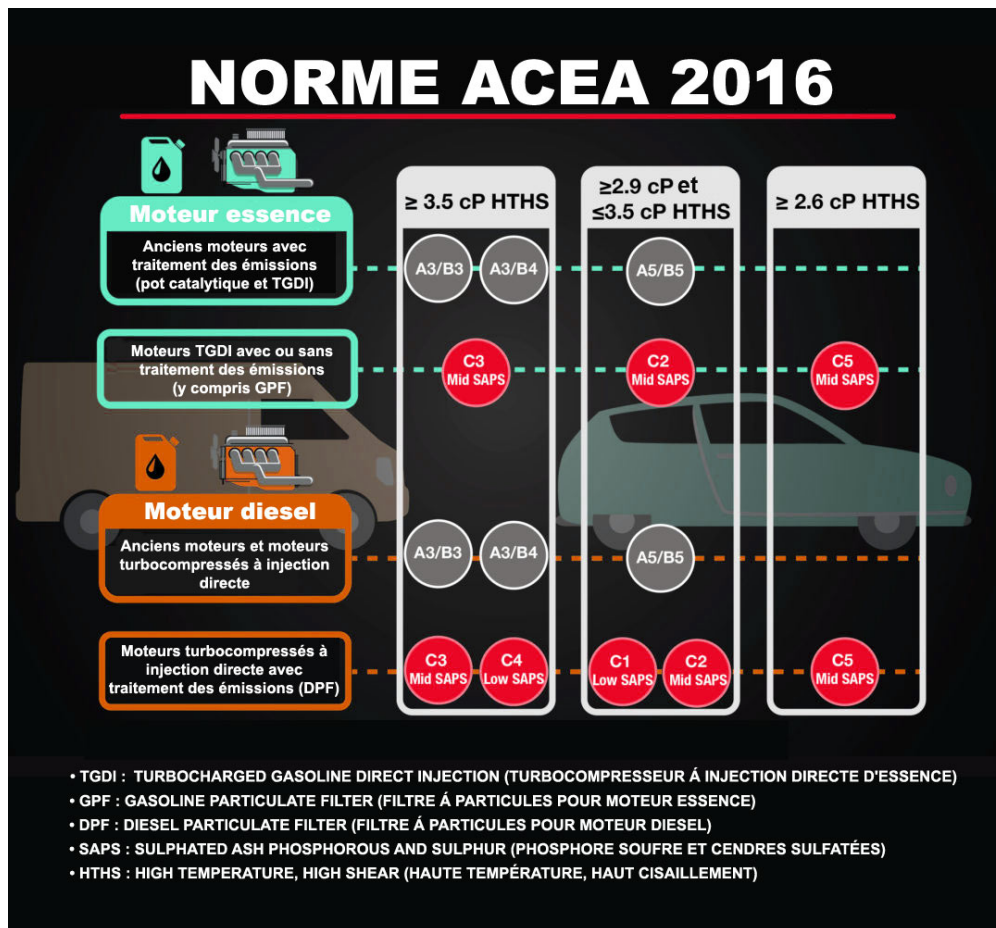 NORME ACEA 2016
Moteur essence
≥ 3.5 cP HTHS
≥2.9 cP et
≤3.5 cP HTHS
≥ 2.6 cP HTHS
Anciens moteurs avec
traitement des émissions
(pot catalytique et TGDI)
A3/B3
A3/B4
A5/B5
Moteurs TGDI avec ou sans
traitement des émissions
(y compris GPF)
C3
Mid SAPS
C2
Mid SAPS
C5
Mid SAPS
Moteur diesel
Anciens moteurs et moteurs
turbocompressés à injection
directe
A3/B3
A3/B4
A5/B5
Moteurs turbocompressés à
injection directe avec
traitement des émissions (DPF)
C3
Mid SAPS
C4
Low SAPS
C1
Low SAPS
C2
Mid SAPS
C5
Mid SAPS
• TGDI : TURBOCHARGED GASOLINE DIRECT INJECTION (TURBOCOMPRESSEUR Á INJECTION DIRECTE D'ESSENCE)
• GPF : GASOLINE PARTICULATE FILTER (FILTRE Á PARTICULES POUR MOTEUR ESSENCE)
• DPF : DIESEL PARTICULATE FILTER (FILTRE Á PARTICULES POUR MOTEUR DIESEL)
• SAPS : SULPHATED ASH PHOSPHOROUS AND SULPHUR (PHOSPHORE SOUFRE ET CENDRES SULFATÉES)
• HTHS : HIGH TEMPERATURE, HIGH SHEAR (HAUTE TEMPÉRATURE, HAUT CISAILLEMENT)